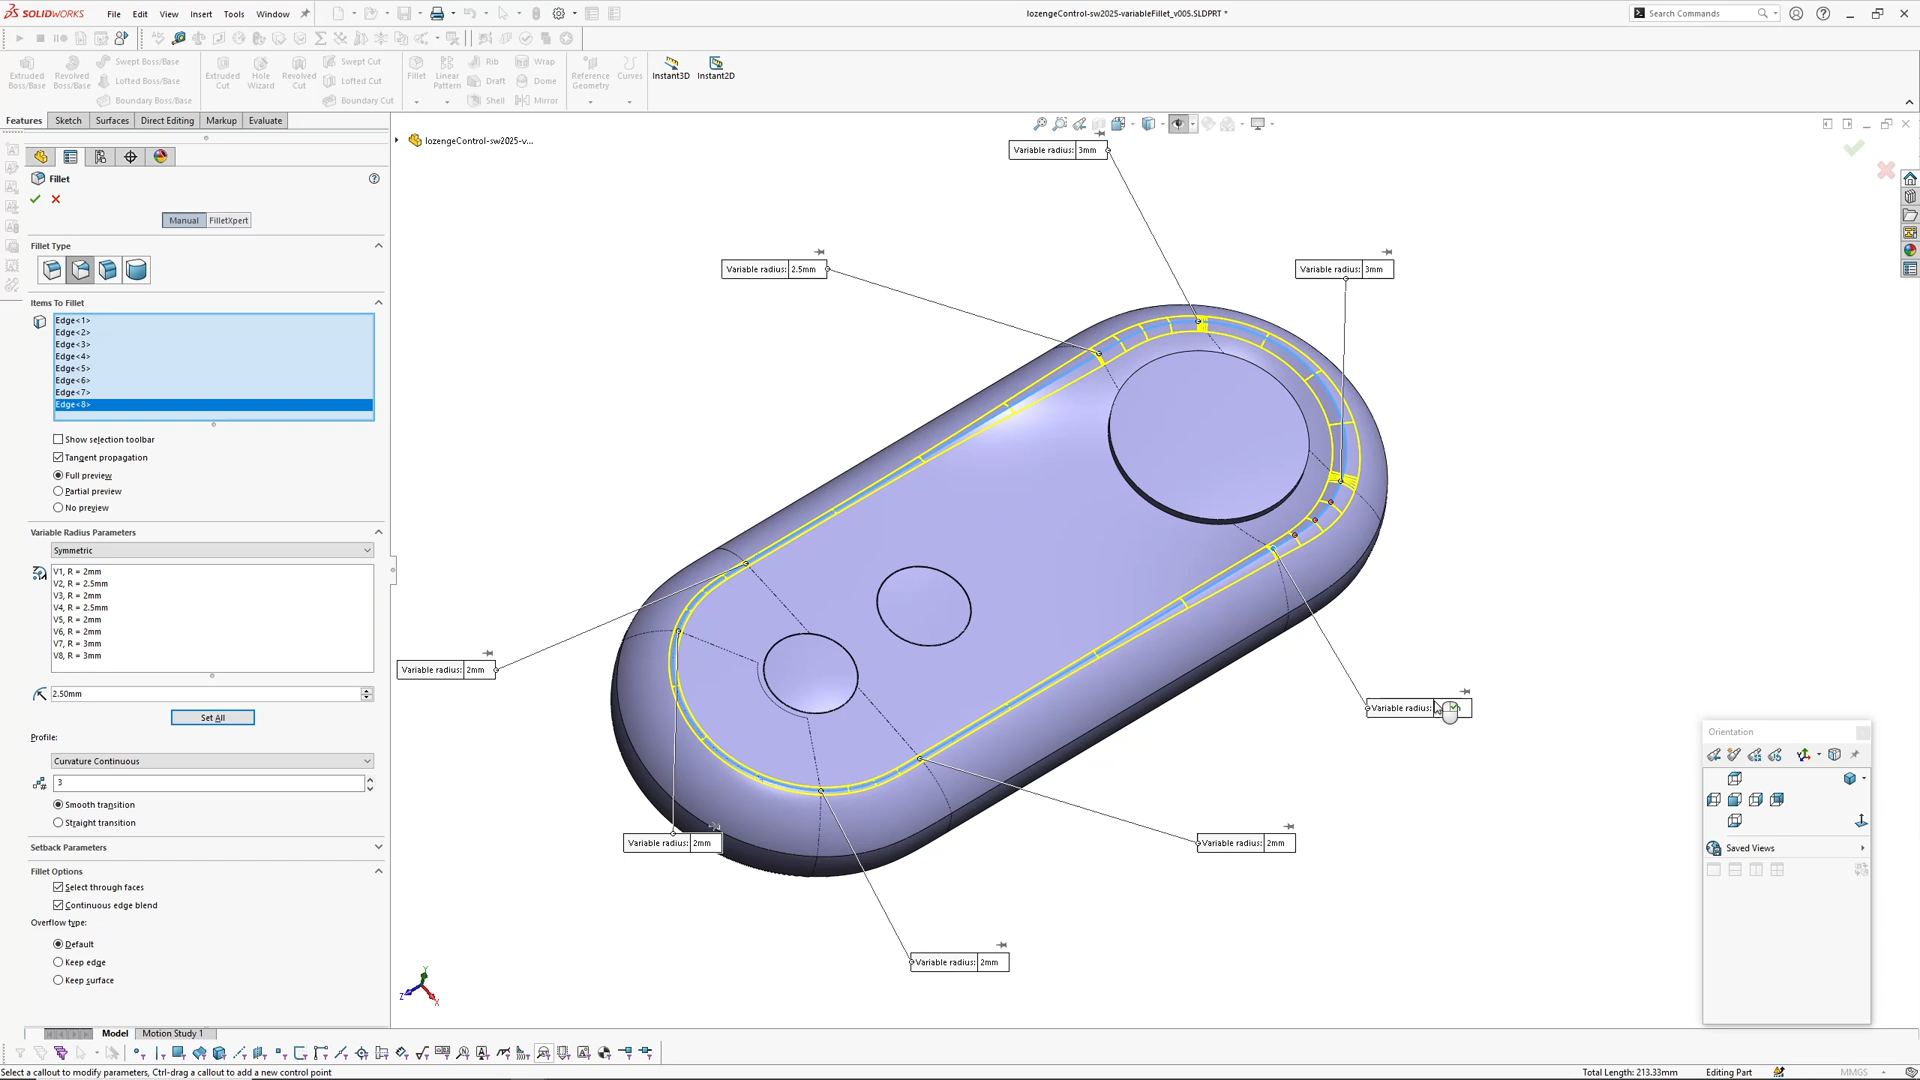 SOLIDWORKS File Edit View Insert Tools Window lozengeControl-sw2025-variableFillet_v005.SLDPRT * Search Commands
Extruded Boss/Base
Revolved Boss/Base
Swept Boss/Base
Lofted Boss/Base
Boundary Boss/Base
Extruded Cut
Hole Wizard
Revolved Cut
Swept Cut
Lofted Cut
Boundary Cut
Fillet
Linear Pattern
Rib
Draft
Shell
Wrap
Dome
Mirror
Reference Geometry
Curves
Instant3D
Instant2D
Features Sketch Surfaces Direct Editing Markup Evaluate
lozengeControl-sw2025-v...
Fillet
Manual FilletXpert
Fillet Type
Items To Fillet
Edge<1>
Edge<2>
Edge<3>
Edge<4>
Edge<5>
Edge<6>
Edge<7>
Edge<8>
Show selection toolbar
Tangent propagation
Full preview
Partial preview
No preview
Variable Radius Parameters
Symmetric
V1, R = 2mm
V2, R = 2.5mm
V3, R = 2mm
V4, R = 2.5mm
V5, R = 2mm
V6, R = 2mm
V7, R = 3mm
V8, R = 3mm
2.50mm
Set All
Profile:
Curvature Continuous
3
Smooth transition
Straight transition
Setback Parameters
Fillet Options
Select through faces
Continuous edge blend
Overflow type:
Default
Keep edge
Keep surface
Variable radius: 3mm
Variable radius: 2.5mm
Variable radius: 3mm
Variable radius: 2mm
Variable radius:
Variable radius: 2mm
Variable radius: 2mm
Variable radius: 2mm
Y
Z
X
Orientation
Saved Views
Model Motion Study 1
Select a callout to modify parameters, Ctrl-drag a callout to add a new control point Total Length: 213.33mm Editing Part MMGS